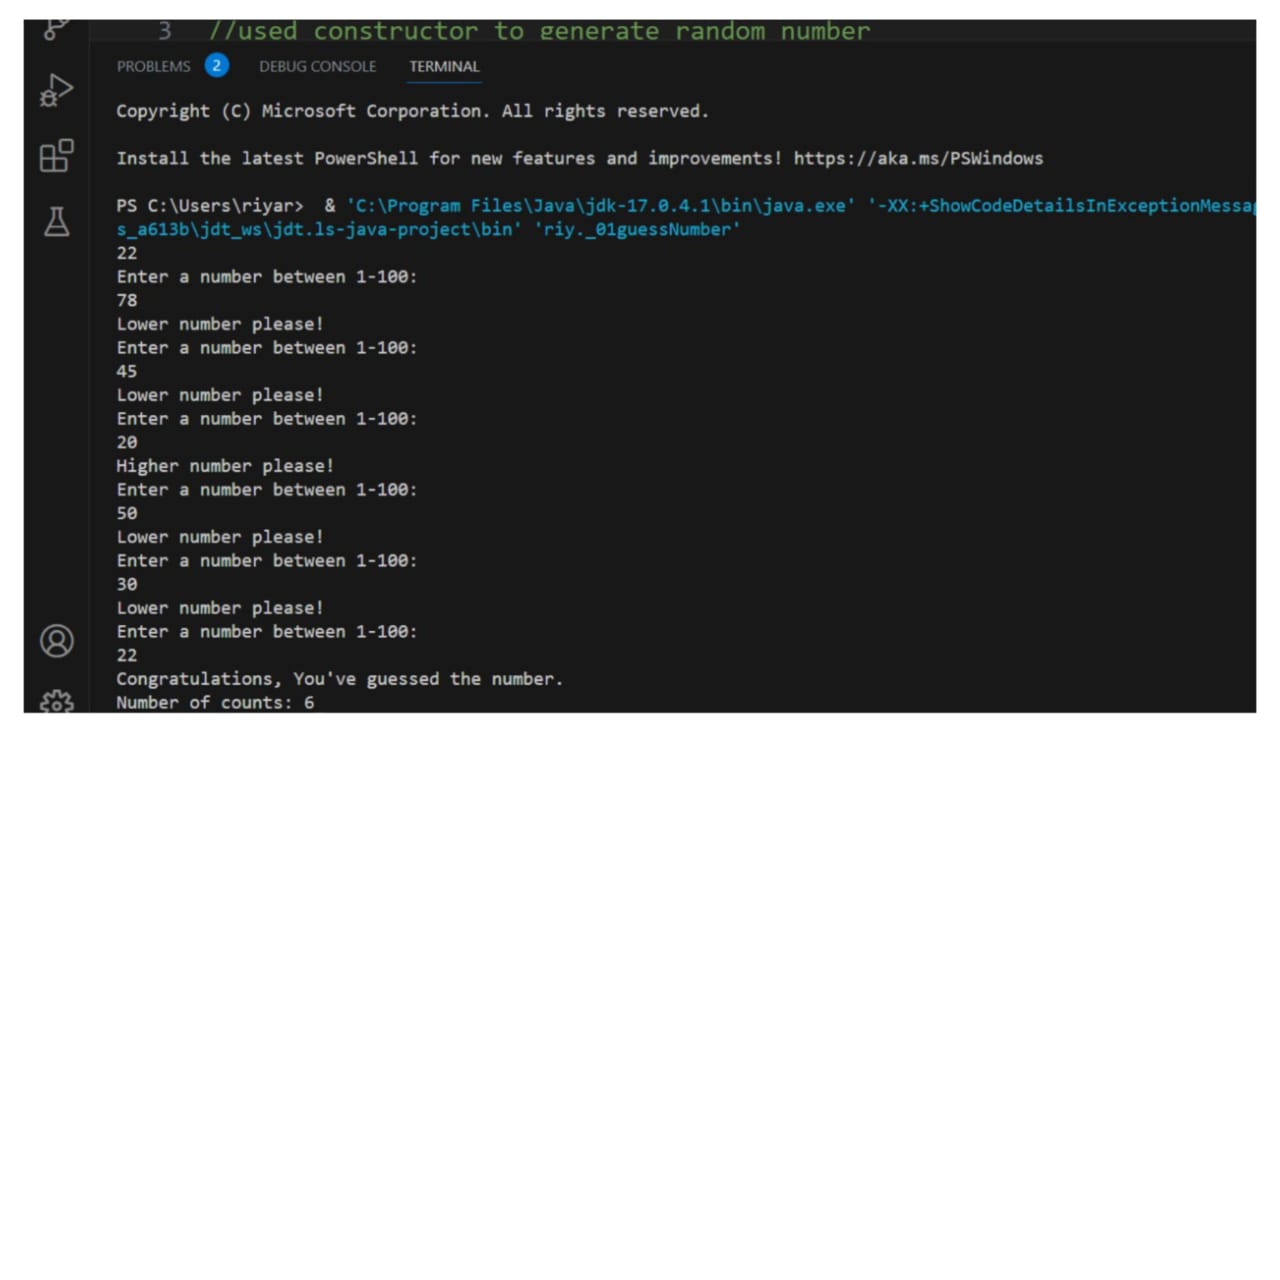 3 //used constructor to generate random number
PROBLEMS 2 DEBUG CONSOLE TERMINAL
Copyright (C) Microsoft Corporation. All rights reserved.
Install the latest PowerShell for new features and improvements! https://aka.ms/PSWindows
PS C:\Users\riyar>  & 'C:\Program Files\Java\jdk-17.0.4.1\bin\java.exe' '-XX:+ShowCodeDetailsInExceptionMessag
s_a613b\jdt_ws\jdt.ls-java-project\bin' 'riy._01guessNumber'
22
Enter a number between 1-100:
78
Lower number please!
Enter a number between 1-100:
45
Lower number please!
Enter a number between 1-100:
20
Higher number please!
Enter a number between 1-100:
50
Lower number please!
Enter a number between 1-100:
30
Lower number please!
Enter a number between 1-100:
22
Congratulations, You've guessed the number.
Number of counts: 6